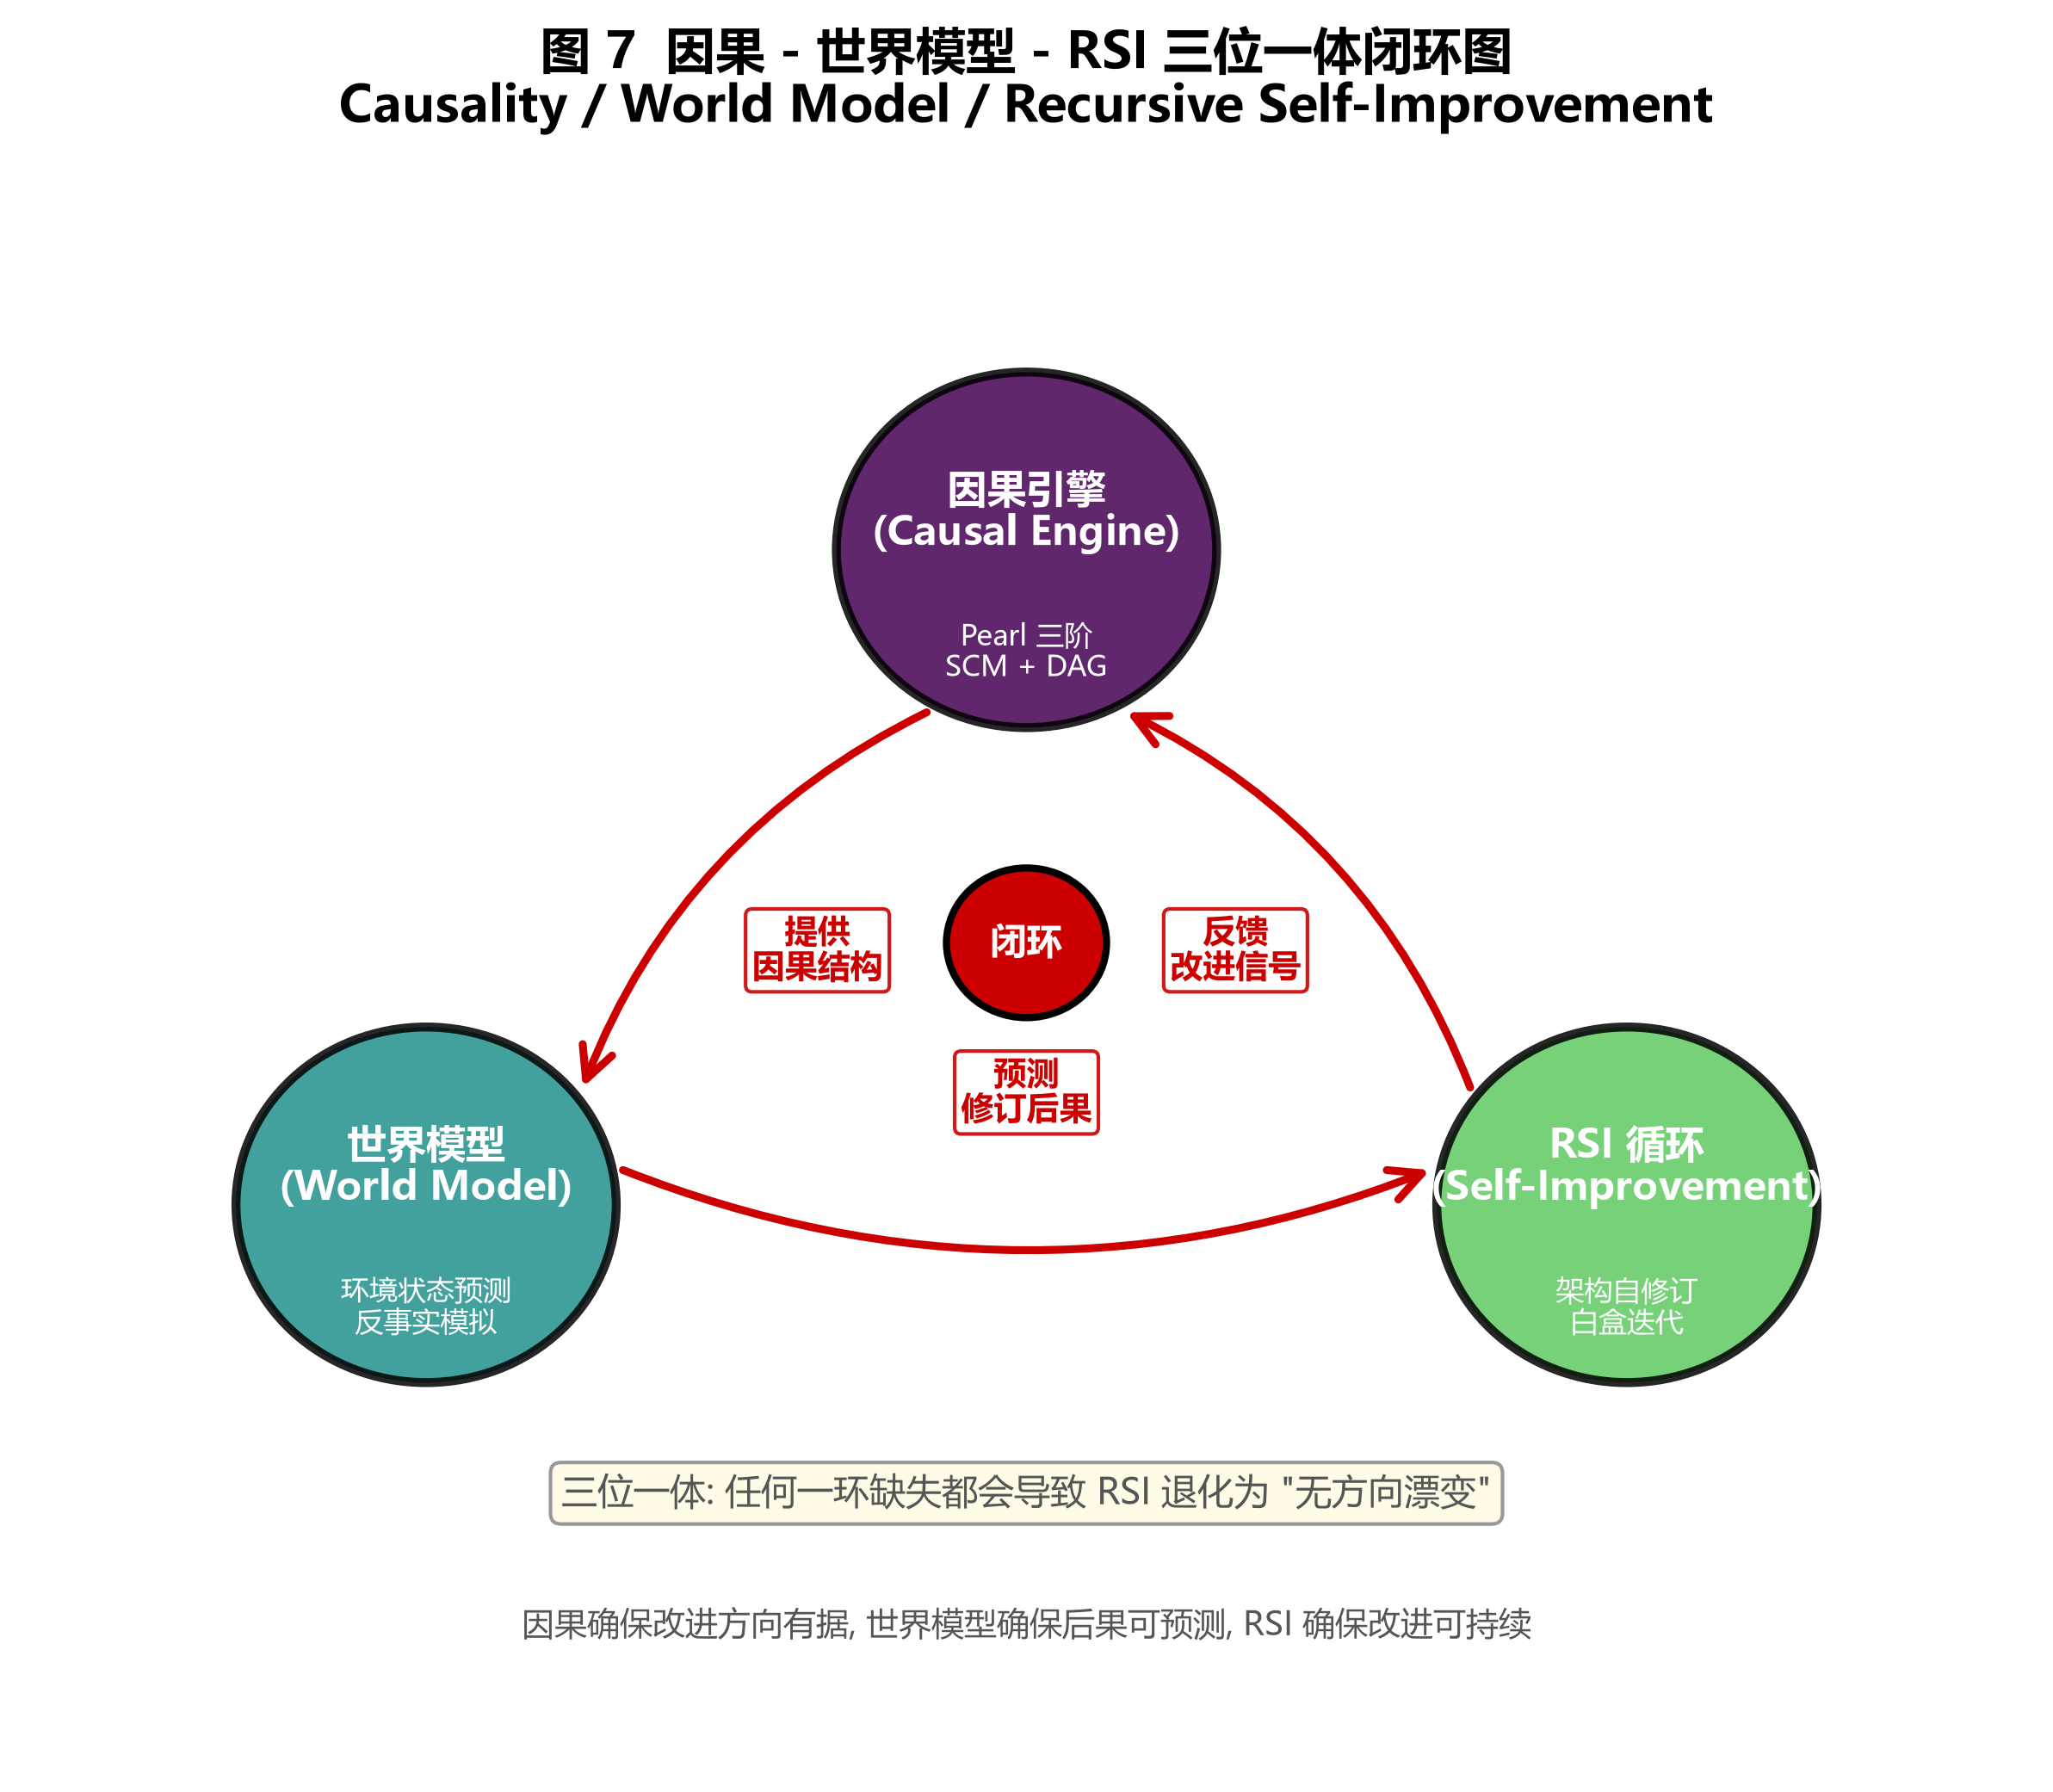 图 7 因果 - 世界模型 - RSI 三位一体闭环图
Causality / World Model / Recursive Self-Improvement
因果引擎
(Causal Engine)
Pearl 三阶
SCM + DAG
提供
因果结构
闭环
反馈
改进信号
预测
修订后果
世界模型
(World Model)
环境状态预测
反事实模拟
RSI 循环
(Self-Improvement)
架构自修订
白盒迭代
三位一体: 任何一环缺失都会导致 RSI 退化为 "无方向漂变"
因果确保改进方向有据, 世界模型确保后果可预测, RSI 确保改进可持续